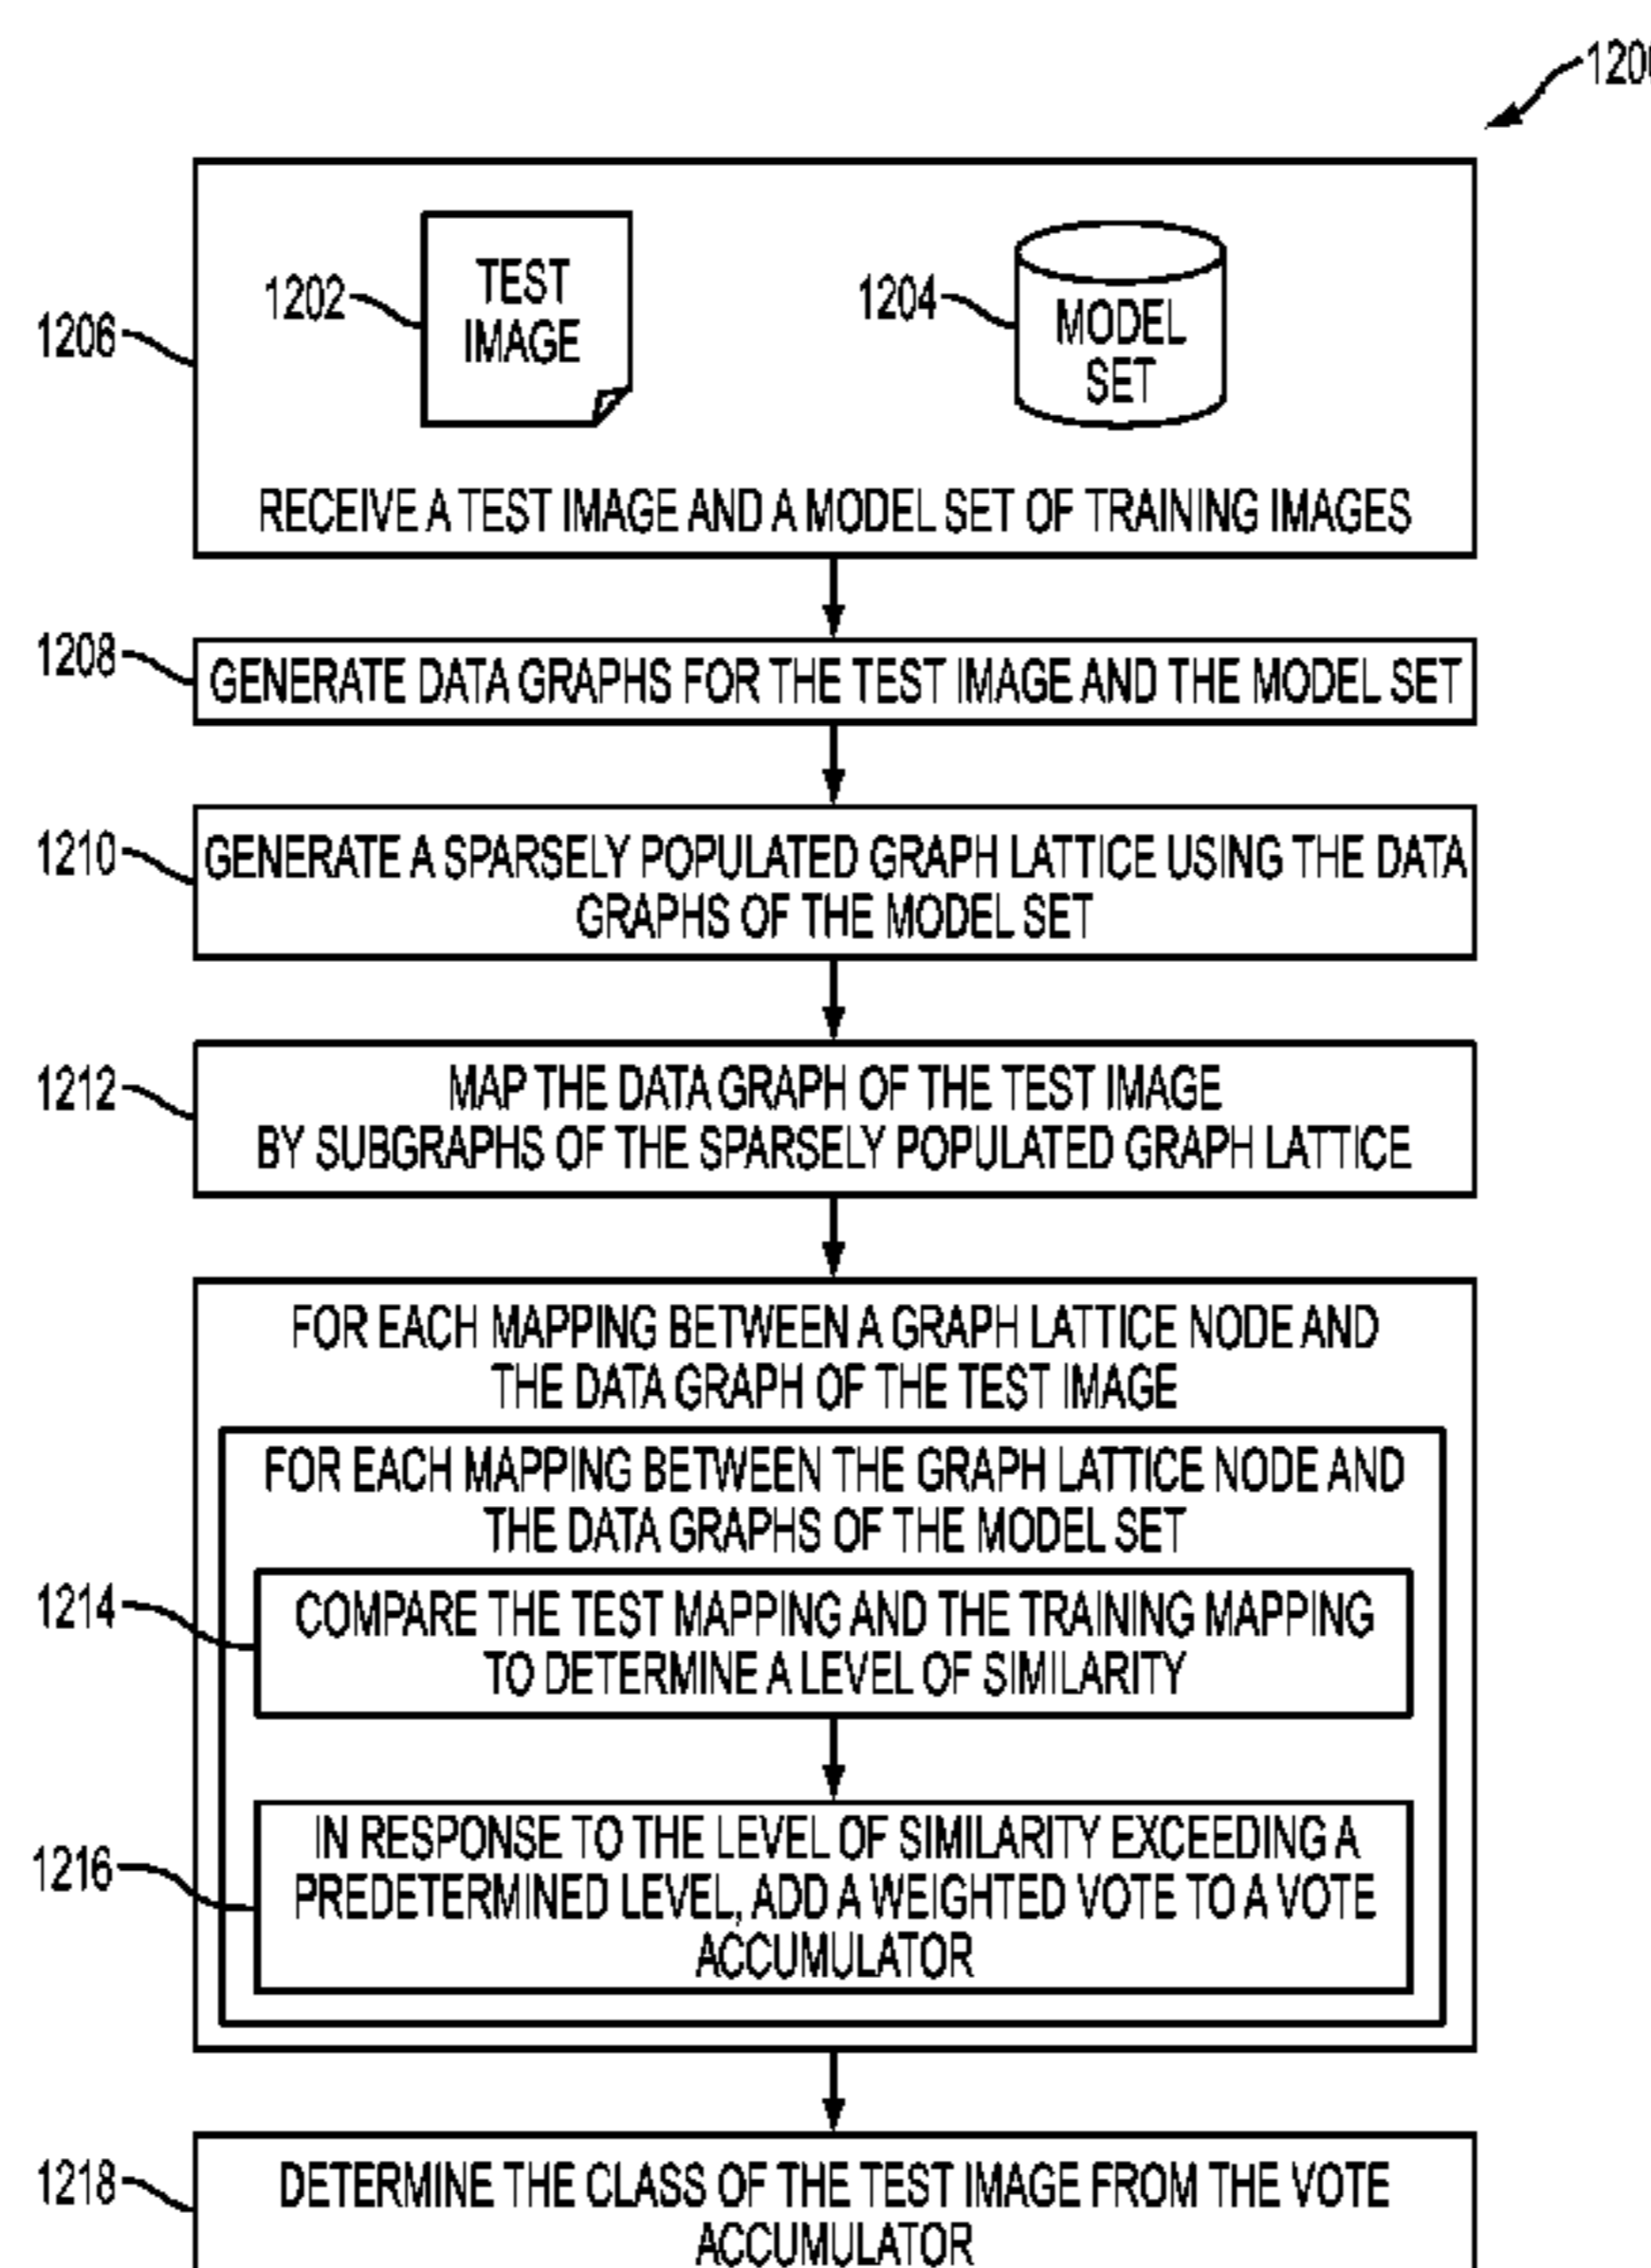 120
1206
1202
TEST
IMAGE
1204
MODEL
SET
RECEIVE A TEST IMAGE AND A MODEL SET OF TRAINING IMAGES
1208
GENERATE DATA GRAPHS FOR THE TEST IMAGE AND THE MODEL SET
1210
GENERATE A SPARSELY POPULATED GRAPH LATTICE USING THE DATA
GRAPHS OF THE MODEL SET
1212
MAP THE DATA GRAPH OF THE TEST IMAGE
BY SUBGRAPHS OF THE SPARSELY POPULATED GRAPH LATTICE
FOR EACH MAPPING BETWEEN A GRAPH LATTICE NODE AND
THE DATA GRAPH OF THE TEST IMAGE
FOR EACH MAPPING BETWEEN THE GRAPH LATTICE NODE AND
THE DATA GRAPHS OF THE MODEL SET
1214
COMPARE THE TEST MAPPING AND THE TRAINING MAPPING
TO DETERMINE A LEVEL OF SIMILARITY
1216
IN RESPONSE TO THE LEVEL OF SIMILARITY EXCEEDING A
PREDETERMINED LEVEL, ADD A WEIGHTED VOTE TO A VOTE
ACCUMULATOR
1218
DETERMINE THE CLASS OF THE TEST IMAGE FROM THE VOTE
ACCUMULATOR